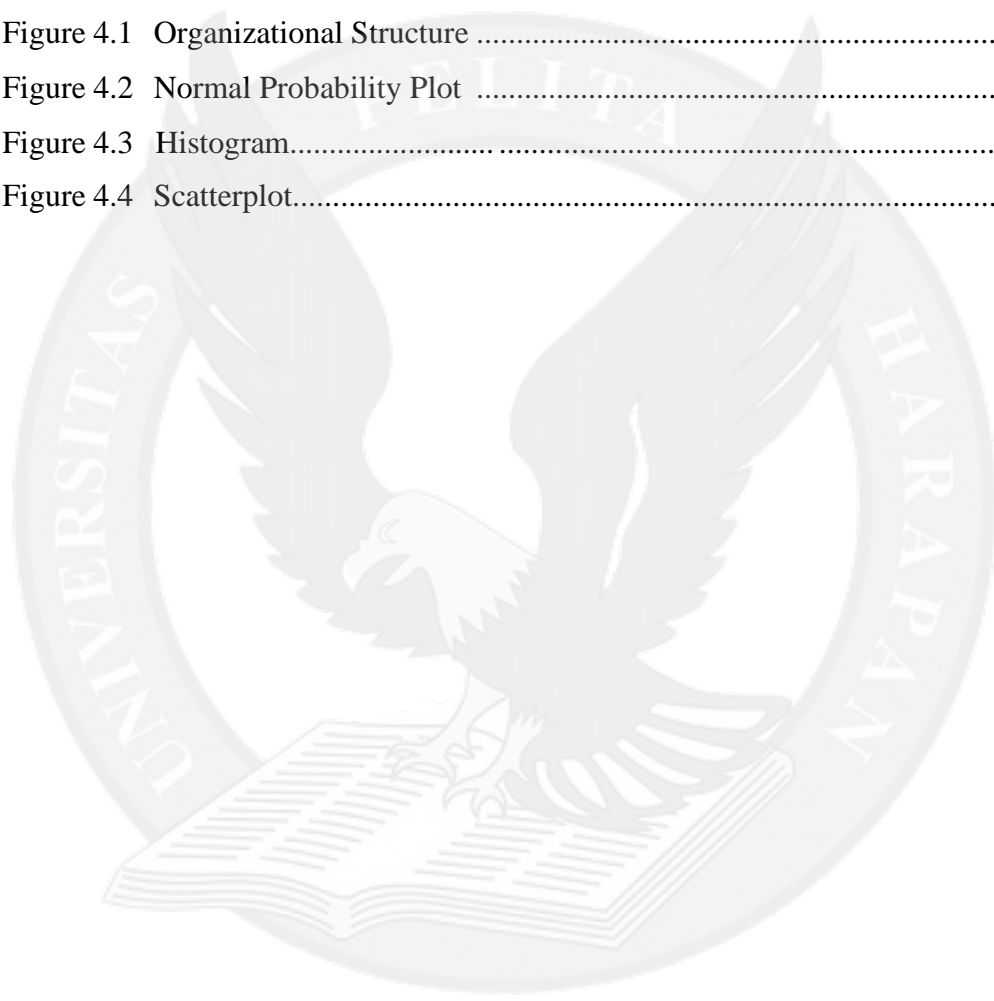 Figure 4.1 Organizational Structure ........................................................................................
Figure 4.2 Normal Probability Plot ........................................................................................
Figure 4.3 Histogram....................... ........................................................................................
Figure 4.4 Scatterplot................................................................................................................
UNIVERSITAS PELITA HARAPAN